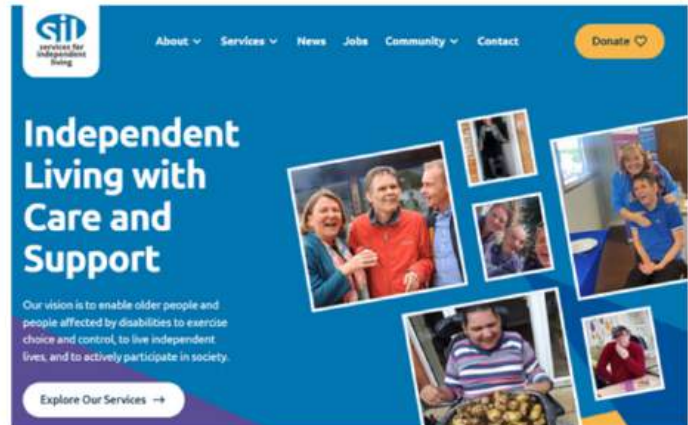 sil
services for
independent
living
About
Services
News
Jobs
Community
Contact
Donate
Independent
Living with
Care and
Support
Our vision is to enable older people and
people affected by disabilities to exercise
choice and control, to live independent
lives, and to actively participate in society.
Explore Our Services →